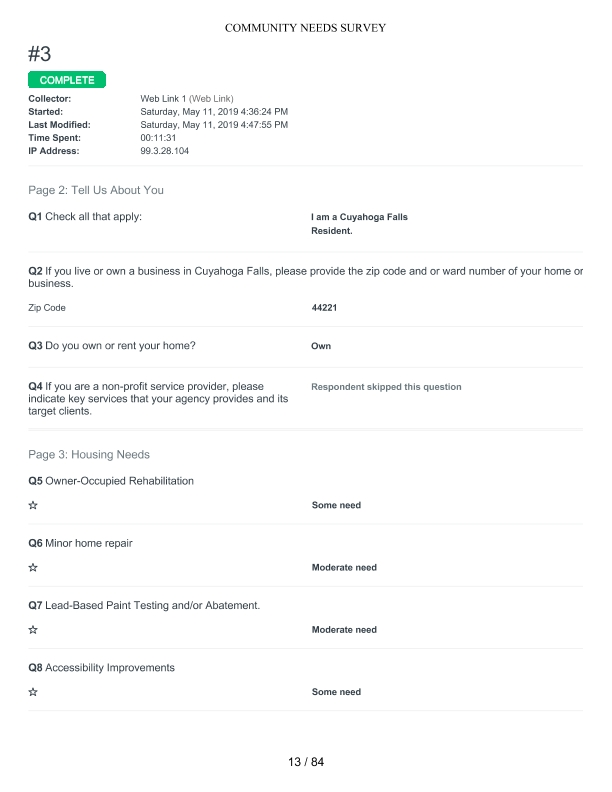 COMMUNITY NEEDS SURVEY
#3
COMPLETE
Collector: Web Link 1 (Web Link)
Started: Saturday, May 11, 2019 4:36:24 PM
Last Modified: Saturday, May 11, 2019 4:47:55 PM
Time Spent: 00:11:31
IP Address: 99.3.28.104
Page 2: Tell Us About You
Q1 Check all that apply: I am a Cuyahoga Falls
Resident.
Q2 If you live or own a business in Cuyahoga Falls, please provide the zip code and or ward number of your home or
business.
Zip Code 44221
Q3 Do you own or rent your home? Own
Q4 If you are a non-profit service provider, please Respondent skipped this question
indicate key services that your agency provides and its
target clients.
Page 3: Housing Needs
Q5 Owner-Occupied Rehabilitation
☆ Some need
Q6 Minor home repair
☆ Moderate need
Q7 Lead-Based Paint Testing and/or Abatement.
☆ Moderate need
Q8 Accessibility Improvements
☆ Some need
13 / 84